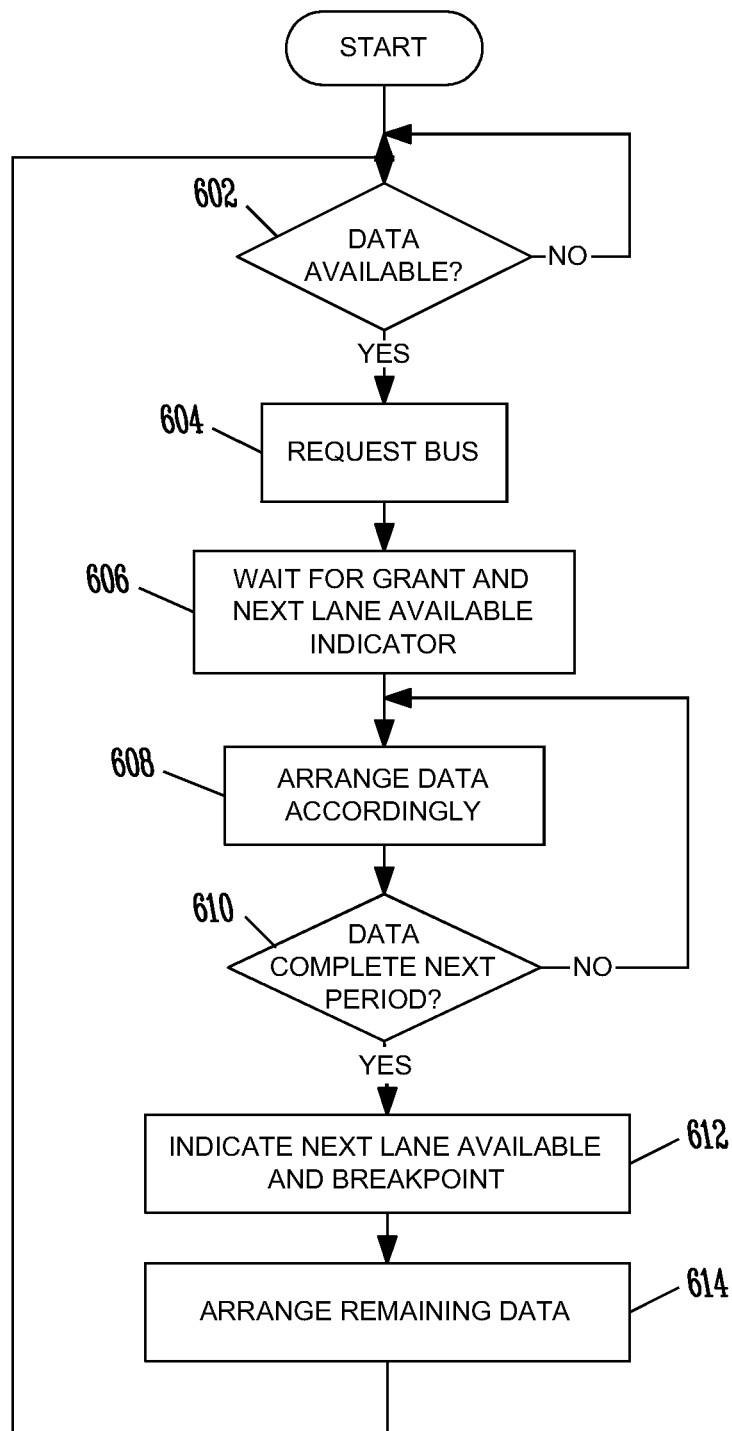 START
602
DATA
AVAILABLE?
NO
YES
604
REQUEST BUS
606
WAIT FOR GRANT AND
NEXT LANE AVAILABLE
INDICATOR
608
ARRANGE DATA
ACCORDINGLY
610
DATA
COMPLETE NEXT
PERIOD?
NO
YES
INDICATE NEXT LANE AVAILABLE
AND BREAKPOINT
612
ARRANGE REMAINING DATA
614